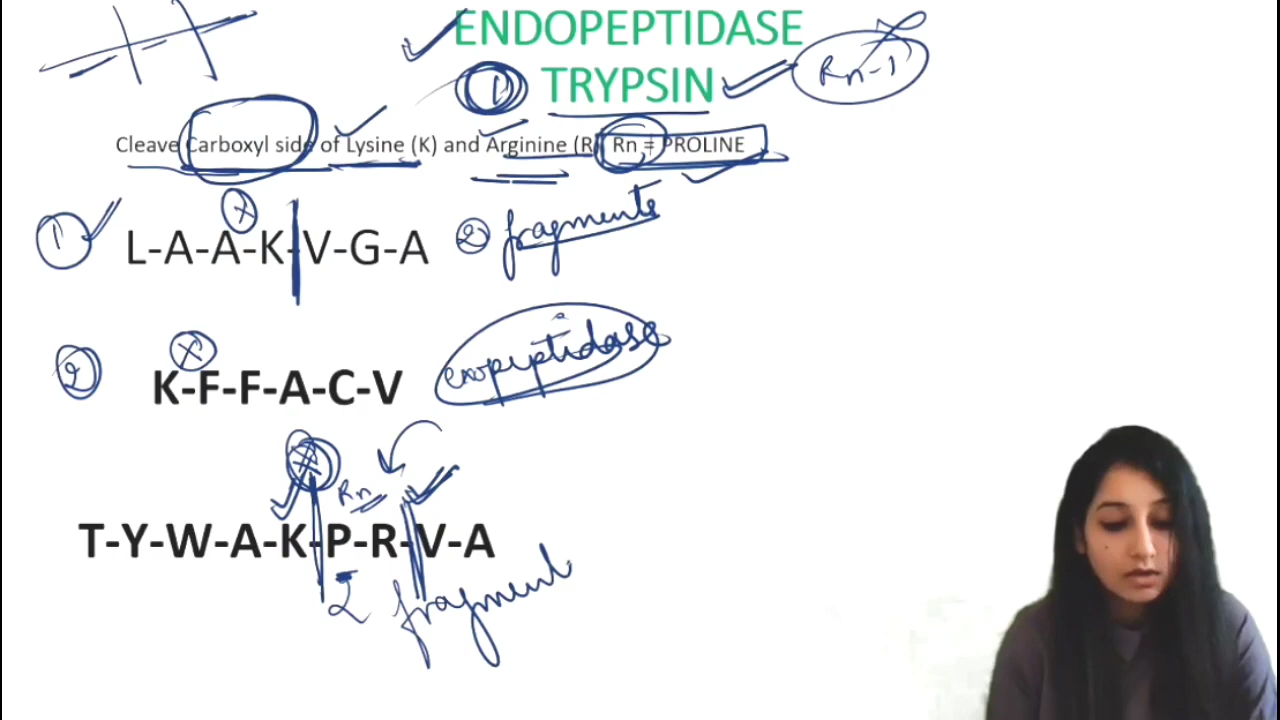 ENDOPEPTIDASE
① TRYPSIN Rn-1
Cleave Carboxyl side of Lysine (K) and Arginine (R) Rn ≠ PROLINE
① L-A-A-K-V-G-A ② fragments
② K-F-F-A-C-V exopeptidase
Rn
T-Y-W-A-K-P-R-V-A
2 fragment